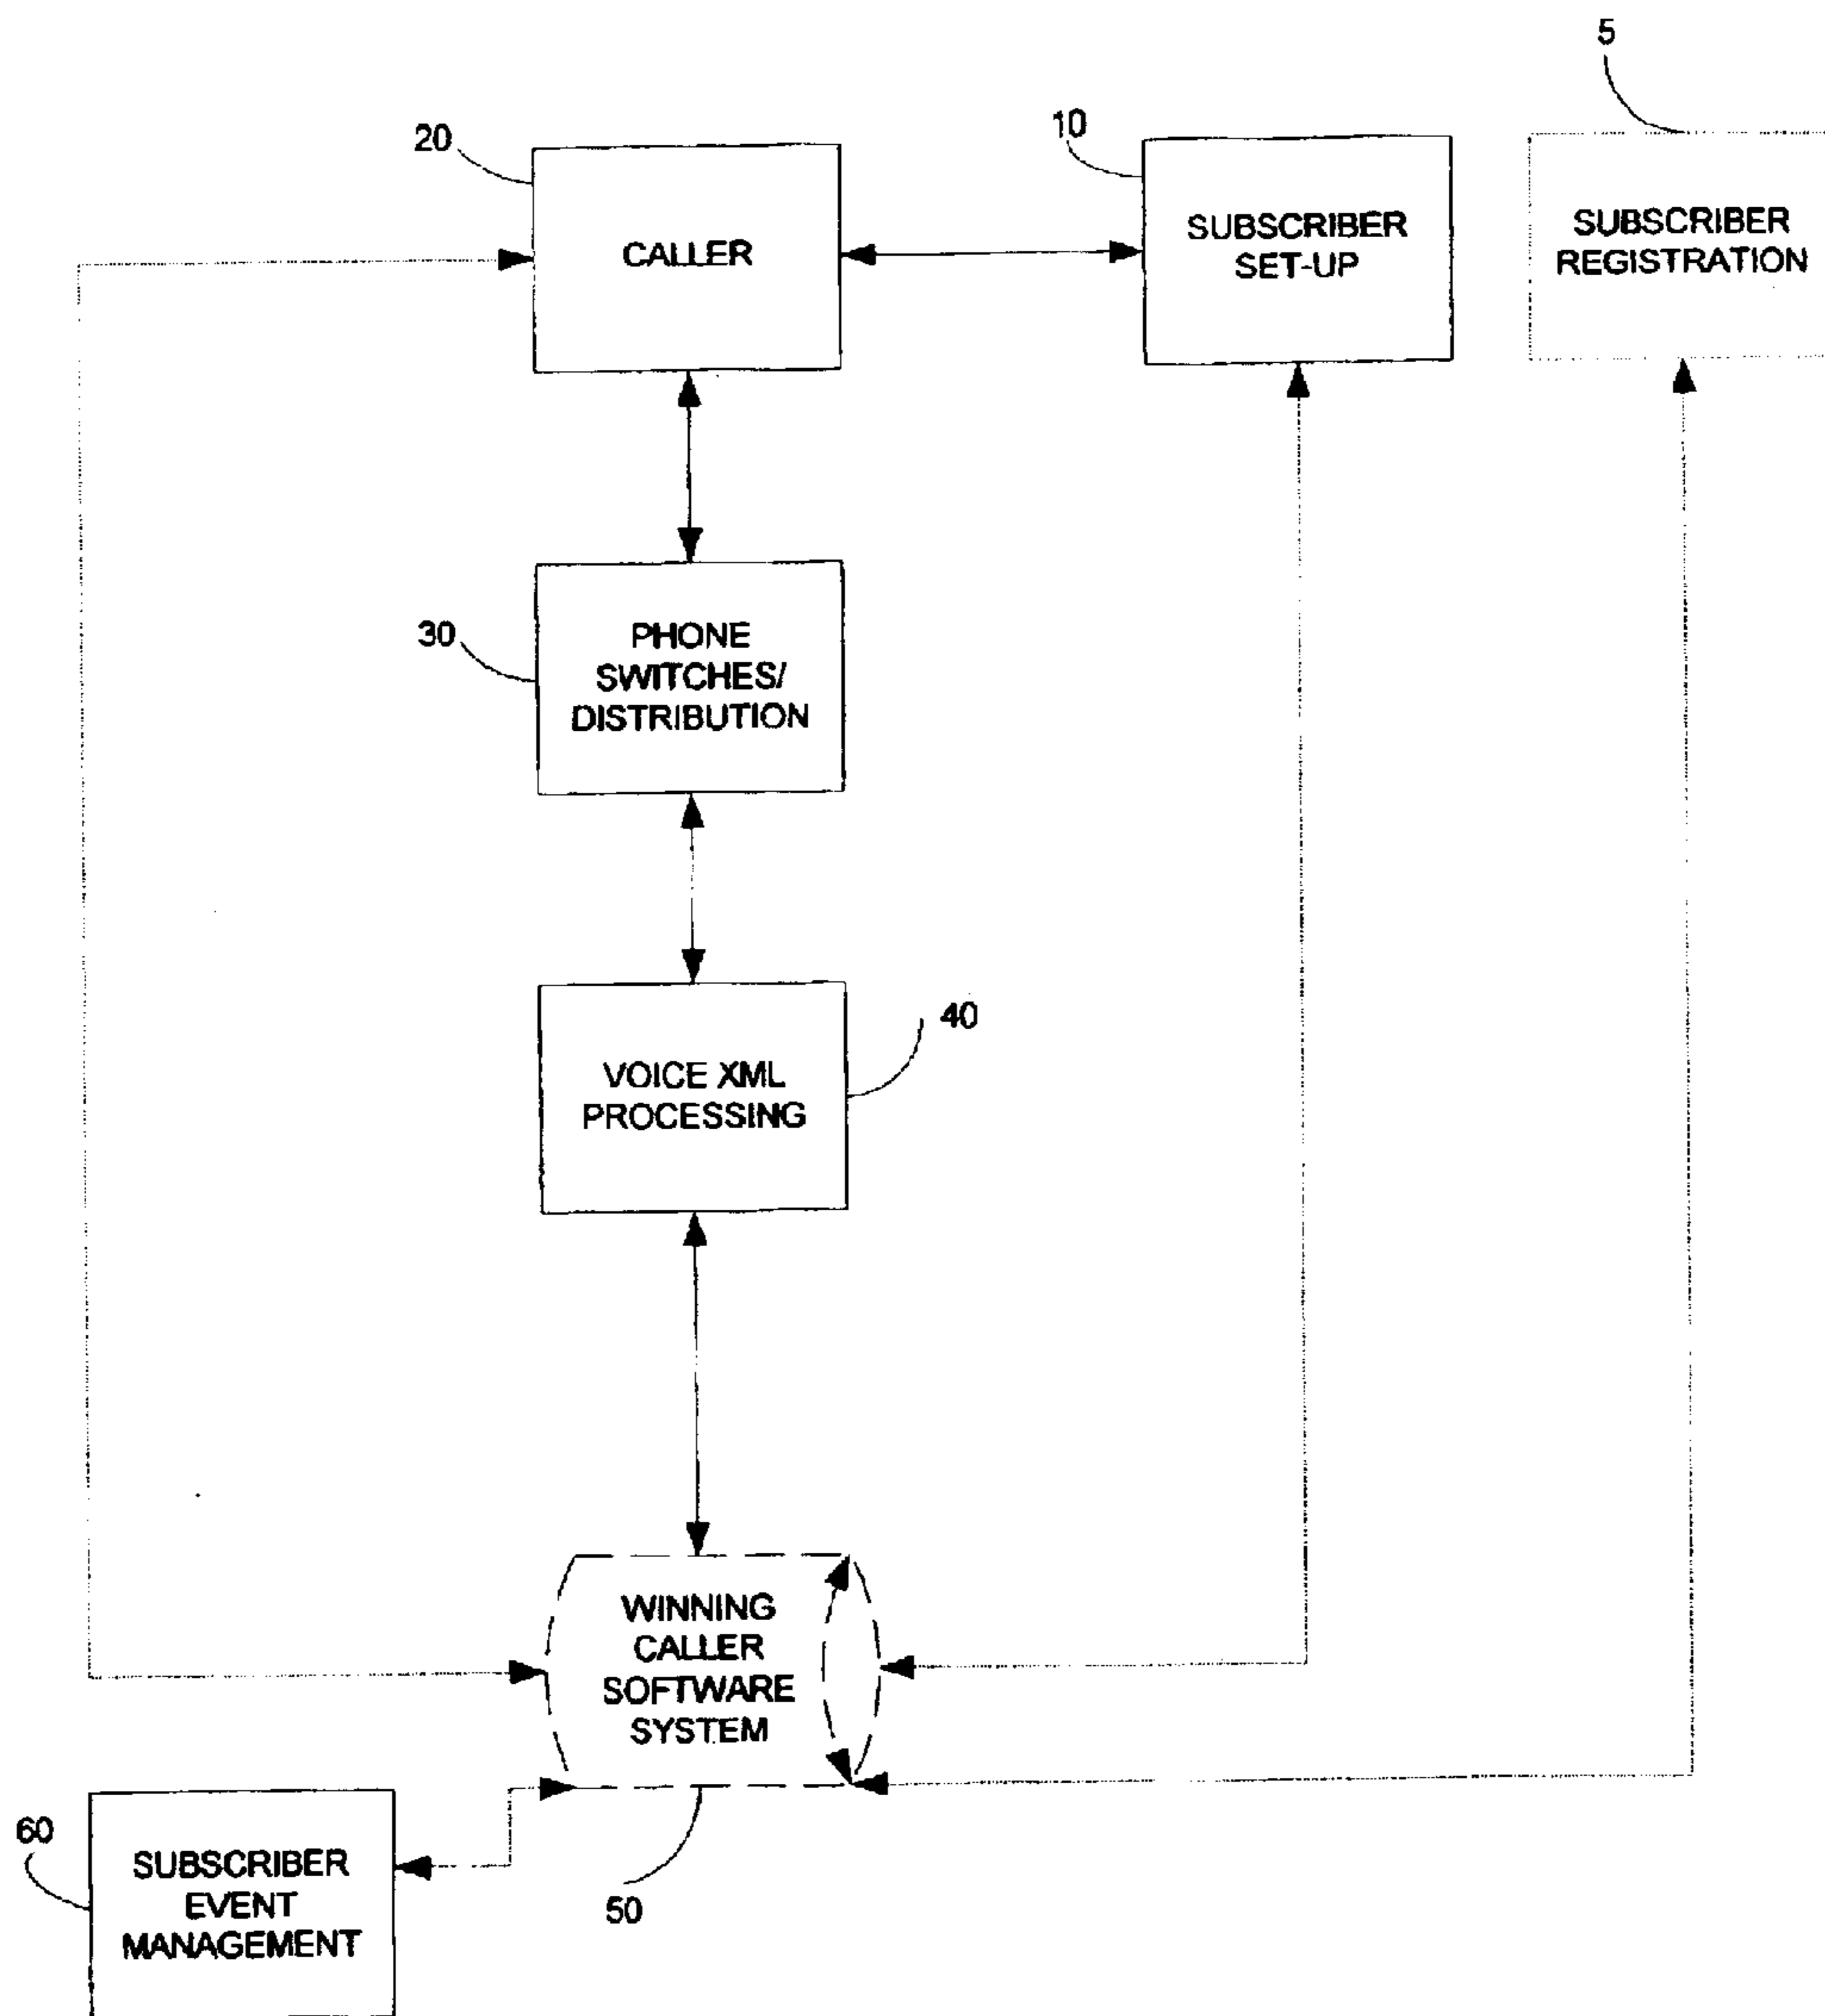 5
20
10
CALLER
SUBSCRIBER
SET-UP
SUBSCRIBER
REGISTRATION
30
PHONE
SWITCHES/
DISTRIBUTION
40
VOICE XML
PROCESSING
WINNING
CALLER
SOFTWARE
SYSTEM
60
SUBSCRIBER
EVENT
MANAGEMENT
50